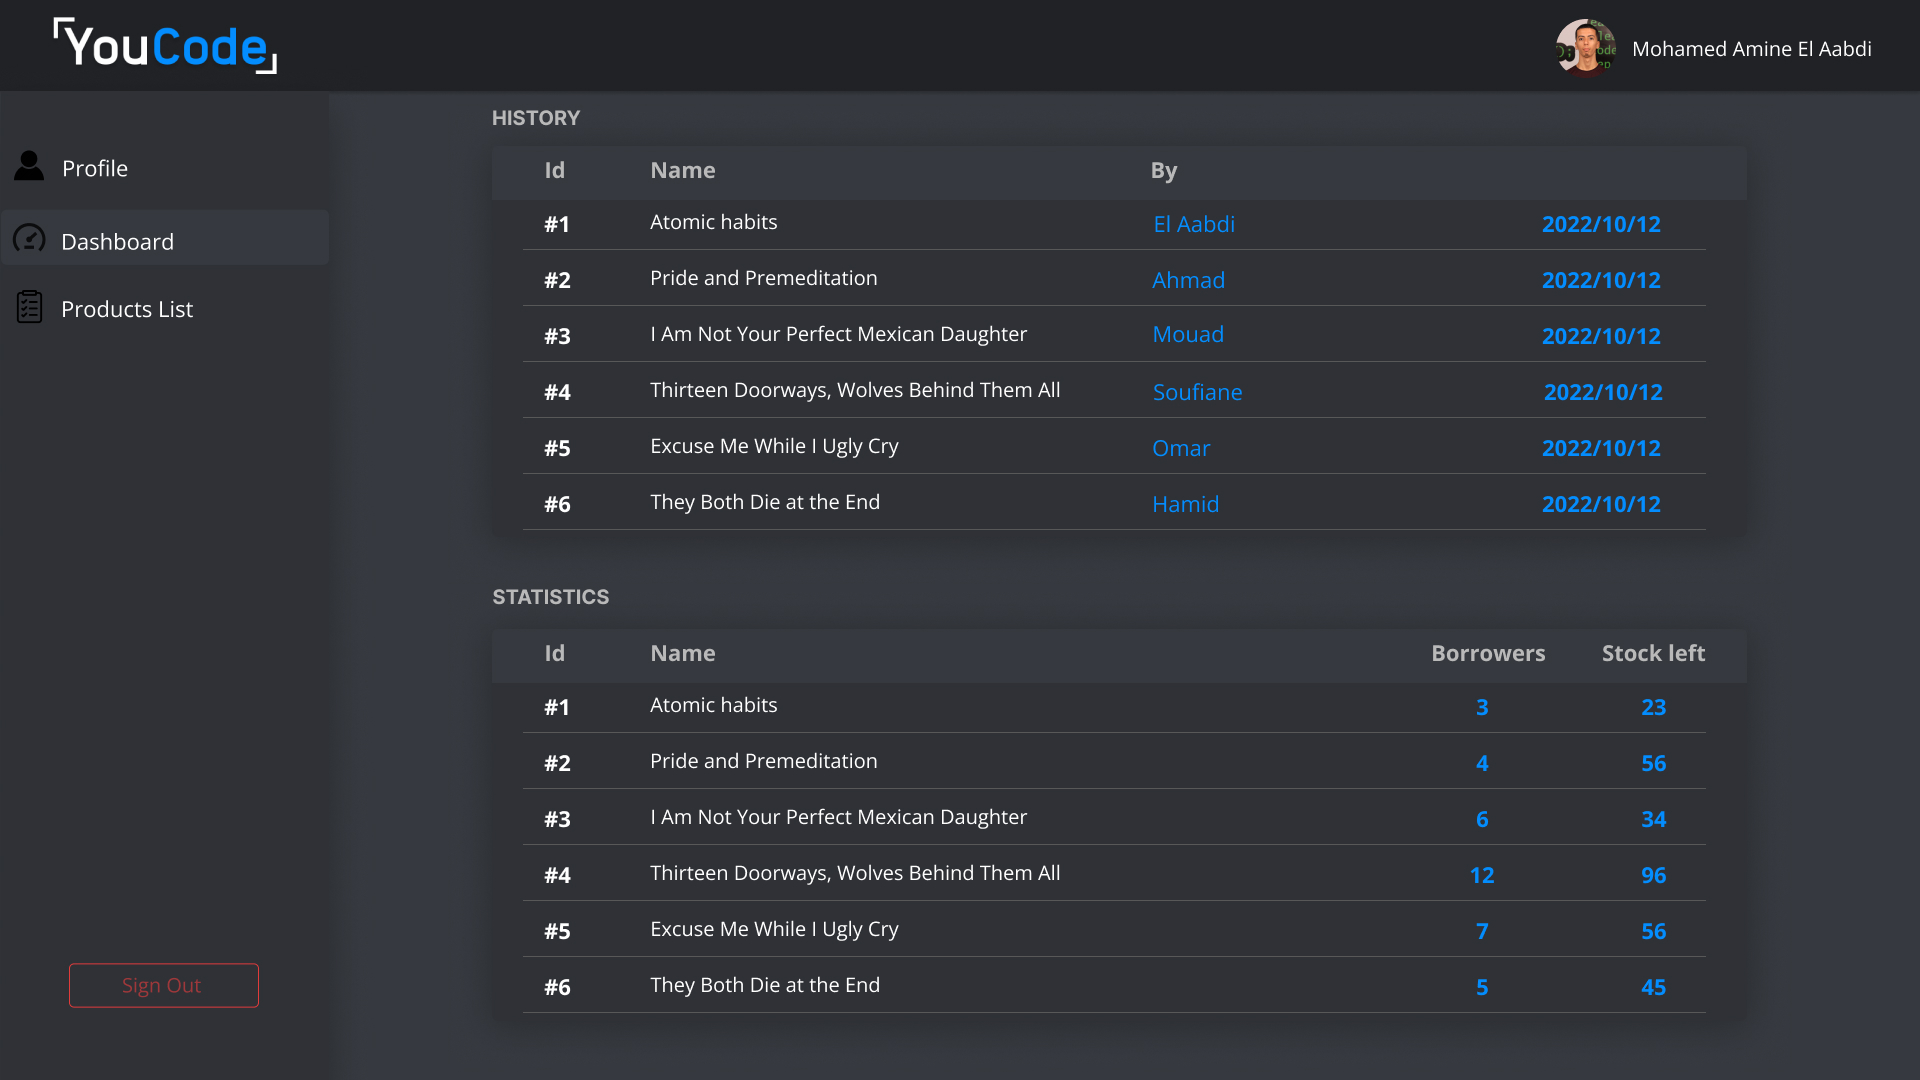 YouCode
Mohamed Amine El Aabdi
Profile
Dashboard
Products List
Sign Out
HISTORY
Id Name By
#1 Atomic habits El Aabdi 2022/10/12
#2 Pride and Premeditation Ahmad 2022/10/12
#3 I Am Not Your Perfect Mexican Daughter Mouad 2022/10/12
#4 Thirteen Doorways, Wolves Behind Them All Soufiane 2022/10/12
#5 Excuse Me While I Ugly Cry Omar 2022/10/12
#6 They Both Die at the End Hamid 2022/10/12
STATISTICS
Id Name Borrowers Stock left
#1 Atomic habits 3 23
#2 Pride and Premeditation 4 56
#3 I Am Not Your Perfect Mexican Daughter 6 34
#4 Thirteen Doorways, Wolves Behind Them All 12 96
#5 Excuse Me While I Ugly Cry 7 56
#6 They Both Die at the End 5 45